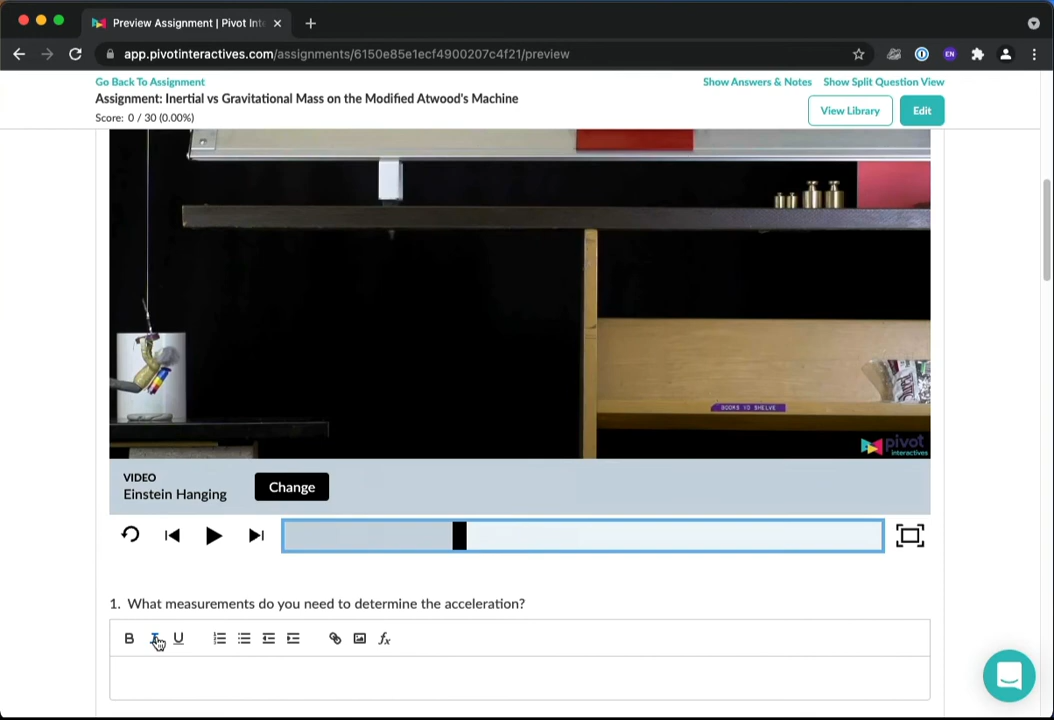 Preview Assignment | Pivot Inte
app.pivotinteractives.com/assignments/6150e85e1ecf4900207c4f21/preview
EN
Go Back To Assignment
Show Answers & Notes Show Split Question View
Assignment: Inertial vs Gravitational Mass on the Modified Atwood's Machine
Score: 0 / 30 (0.00%)
View Library
Edit
BOOKS TO SHELVE
pivot
interactives
VIDEO
Einstein Hanging
Change
1. What measurements do you need to determine the acceleration?
B I U
fx